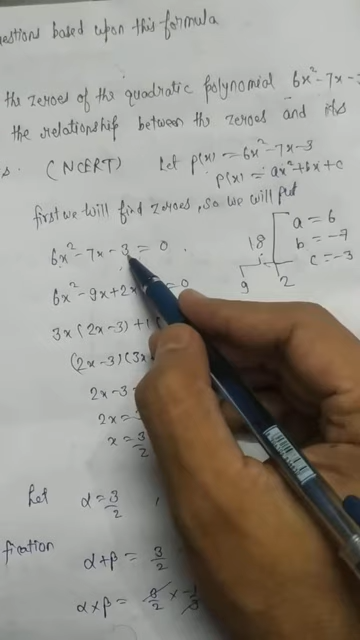 estions based upon this formula
the zeroes of the quadratic polynomial 6x²-7x-3
the relationship between the zeroes and its
s. (NCERT) Let p(x) = 6x²-7x-3
p(x) = ax²+bx+c
first we will find zeroes, so we will put
6x²-7x-3=0
a=6
b=-7
c=-3
18
9 2
6x²-9x+2x =0
3x(2x-3)+1(
(2x-3)(3x
2x-3
2x=
x=3/2
Let α=3/2
fication α+β= 3/2
α×β= 3/2 × -1/3